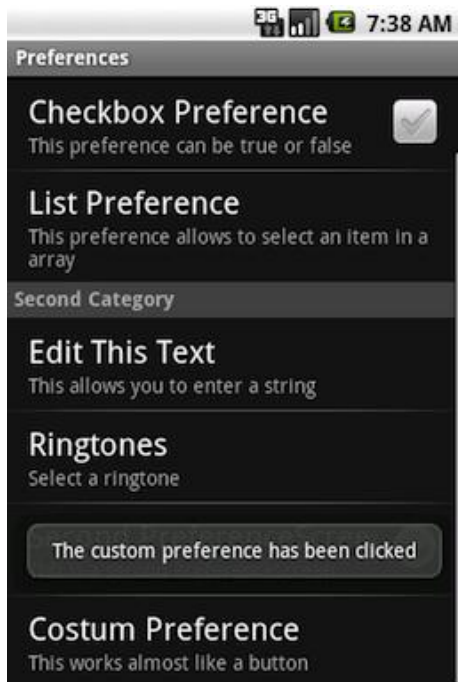 3G
7:38 AM
Preferences
Checkbox Preference
This preference can be true or false
List Preference
This preference allows to select an item in a
array
Second Category
Edit This Text
This allows you to enter a string
Ringtones
Select a ringtone
The custom preference has been clicked
Costum Preference
This works almost like a button